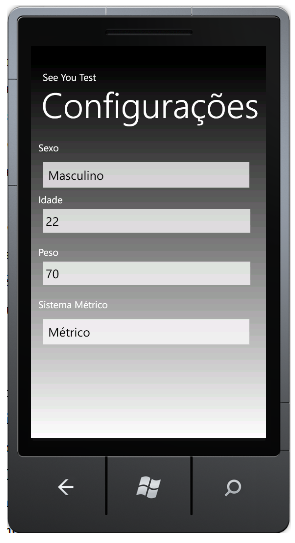 See You Test
Configurações
Sexo
Masculino
Idade
22
Peso
70
Sistema Métrico
Métrico